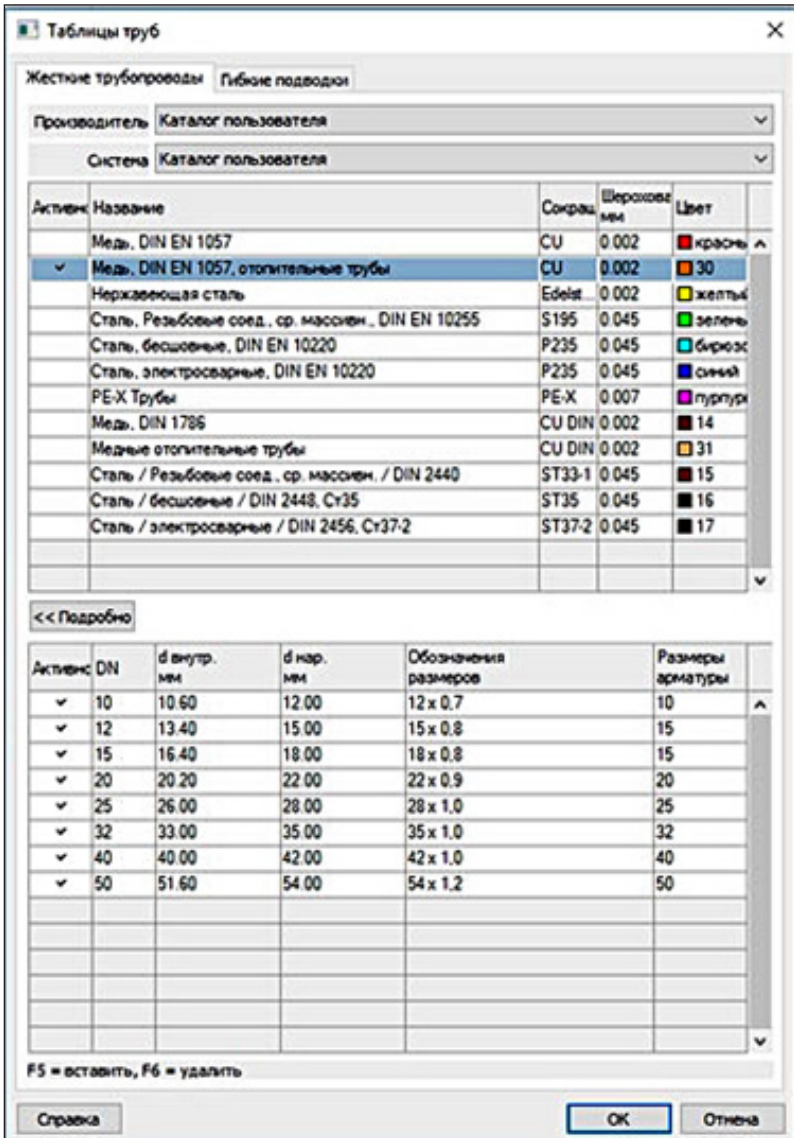 Таблицы труб
Жесткие трубопроводы Гибкие подводки
Производитель Каталог пользователя
Система Каталог пользователя
Активн Название Сокращ Шерохова мм Цвет
Медь, DIN EN 1057 CU 0.002 красны
Медь, DIN EN 1057, отопительные трубы CU 0.002 30
Нержавеющая сталь Edelst... 0.002 желтый
Сталь, Резьбовые соед., ср. массивн., DIN EN 10255 S195 0.045 зелены
Сталь, бесшовные, DIN EN 10220 P235 0.045 бирюзо
Сталь, электросварные, DIN EN 10220 P235 0.045 синий
PE-X Трубы PE-X 0.007 пурпур
Медь, DIN 1786 CU DIN 0.002 14
Медные отопительные трубы CU DIN 0.002 31
Сталь / Резьбовые соед., ср. массивн. / DIN 2440 ST33-1 0.045 15
Сталь / бесшовные / DIN 2448, Ст35 ST35 0.045 16
Сталь / электросварные / DIN 2456, Ст37-2 ST37-2 0.045 17
<< Подробно
Активнс DN d внутр. мм d нар. мм Обозначения размеров Размеры арматуры
10 10.60 12.00 12 x 0,7 10
12 13.40 15.00 15 x 0,8 15
15 16.40 18.00 18 x 0,8 15
20 20.20 22.00 22 x 0,9 20
25 26.00 28.00 28 x 1,0 25
32 33.00 35.00 35 x 1,0 32
40 40.00 42.00 42 x 1,0 40
50 51.60 54.00 54 x 1,2 50
F5 = вставить, F6 = удалить
Справка ОК Отмена